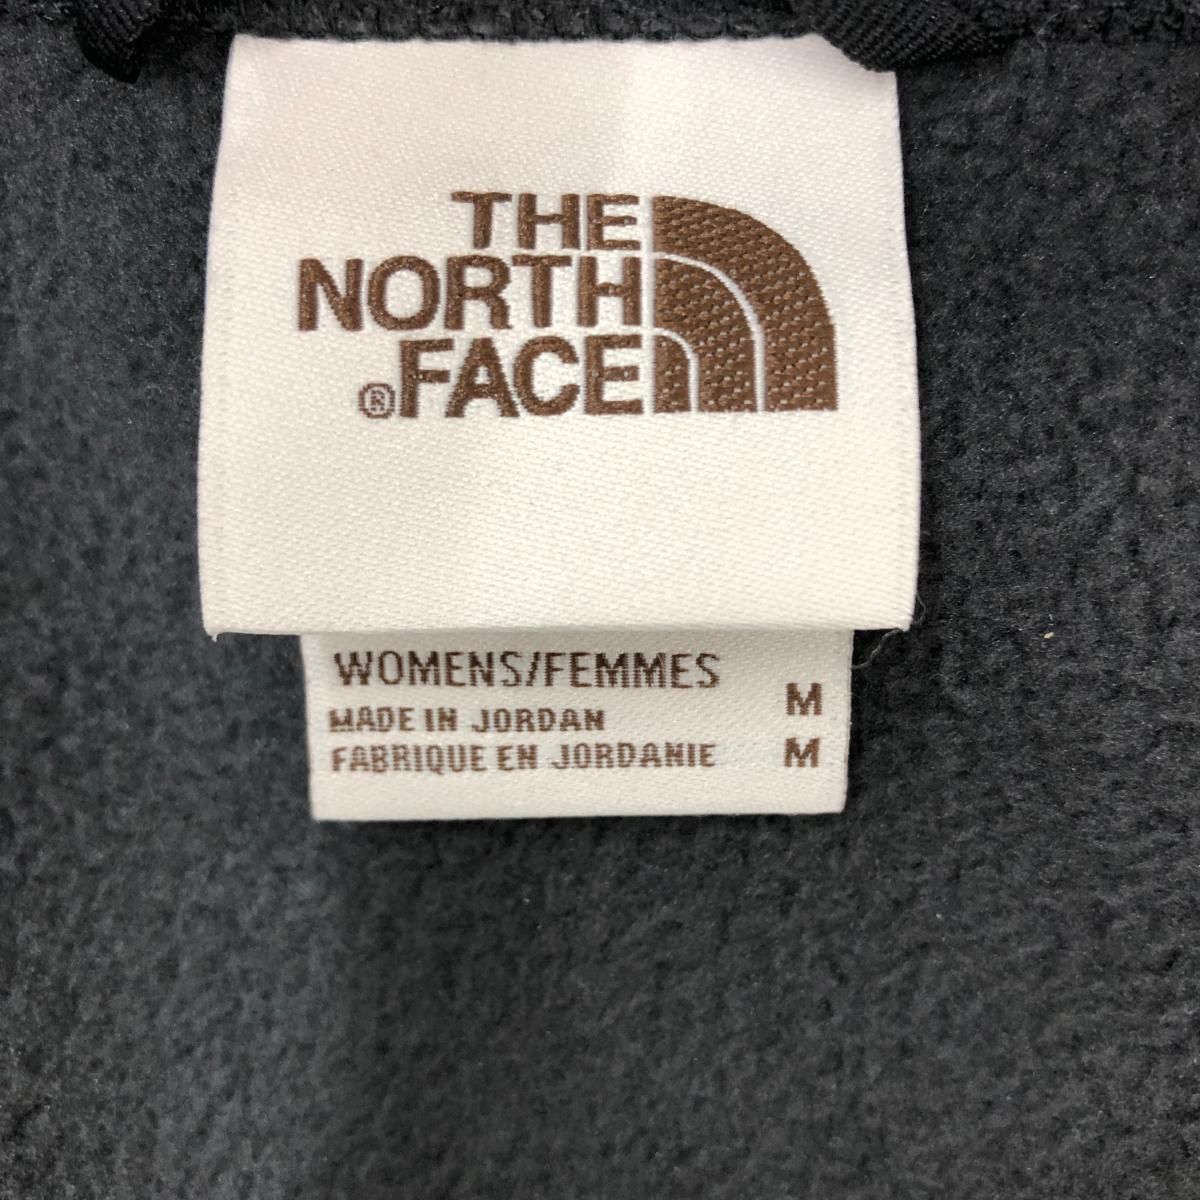 THE
NORTH
®FACE
WOMENS/FEMMES
M
MADE IN JORDAN
FABRIQUE EN JORDANIE M